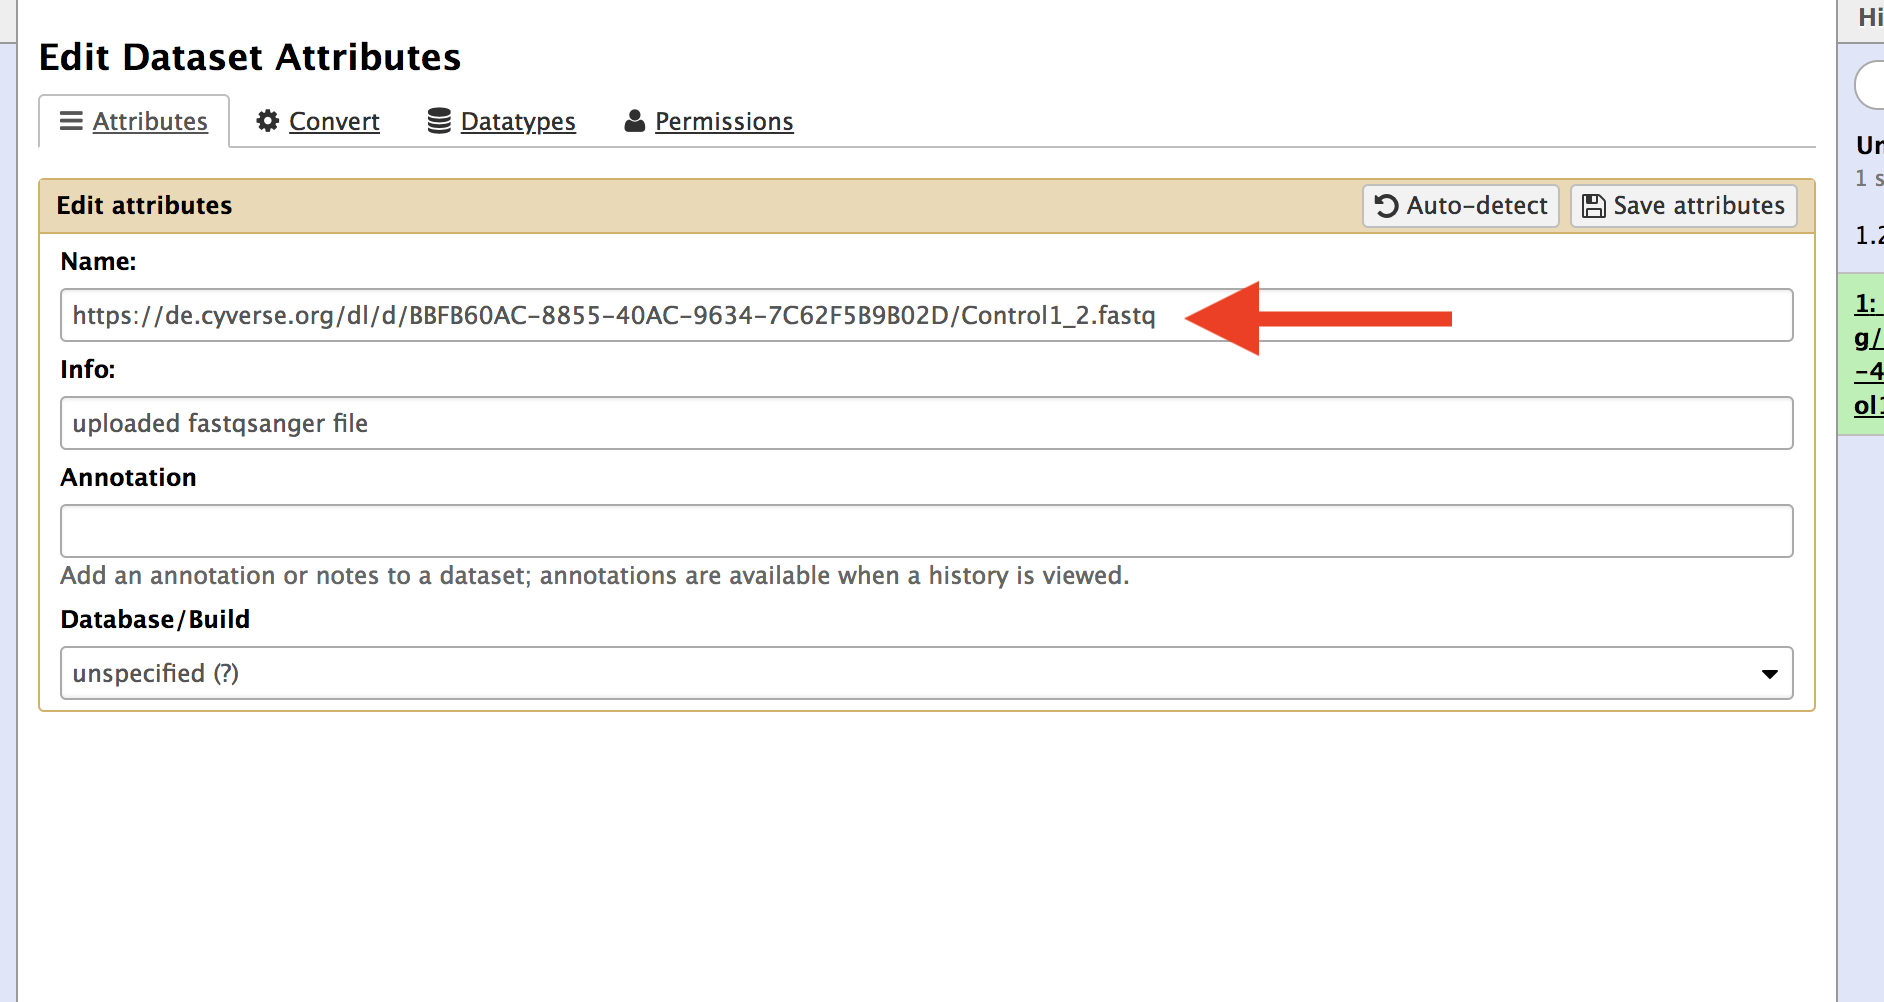 Edit Dataset Attributes
Attributes Convert Datatypes Permissions
Edit attributes Auto-detect Save attributes
Name:
https://de.cyverse.org/dl/d/BBFB60AC-8855-40AC-9634-7C62F5B9B02D/Control1_2.fastq
Info:
uploaded fastqsanger file
Annotation
Add an annotation or notes to a dataset; annotations are available when a history is viewed.
Database/Build
unspecified (?)
Hi
Un
1 s
1.2
1:
g/
-4
ol1